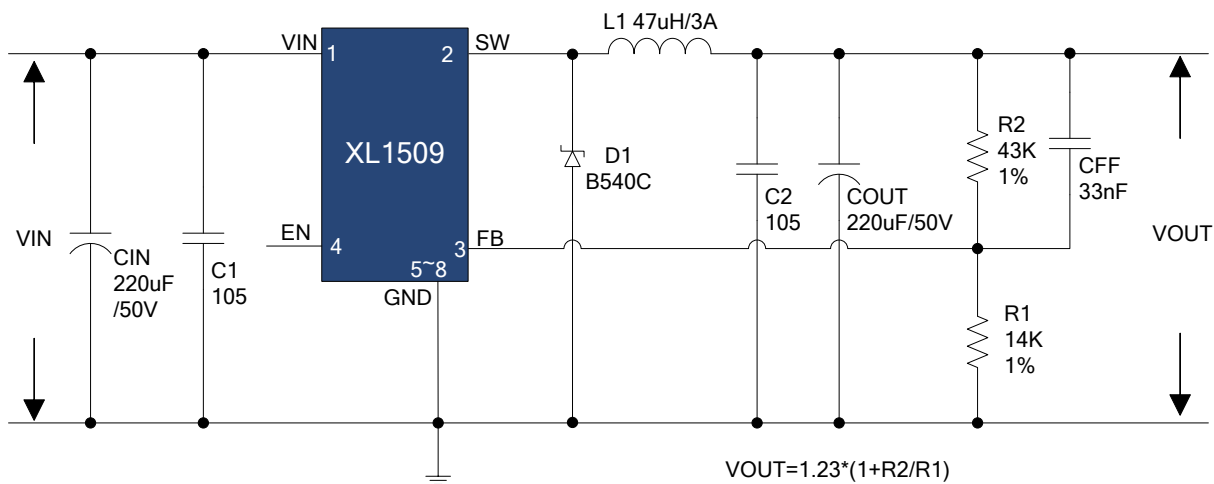 L1 47uH/3A
VIN
1
2
SW
XL1509
R2
43K
1%
CFF
33nF
D1
B540C
C2
105
COUT
220uF/50V
VIN
EN
4
3
FB
5~8
GND
CIN
220uF
/50V
C1
105
VOUT
R1
14K
1%
VOUT=1.23*(1+R2/R1)